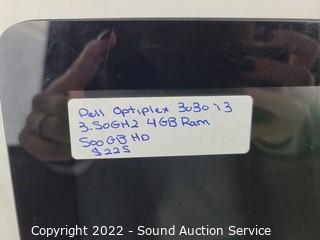 Dell Optiplex 3030 i3
3.50GHz 4GB Ram
500GB HD
$225
Copyright 2022 - Sound Auction Service